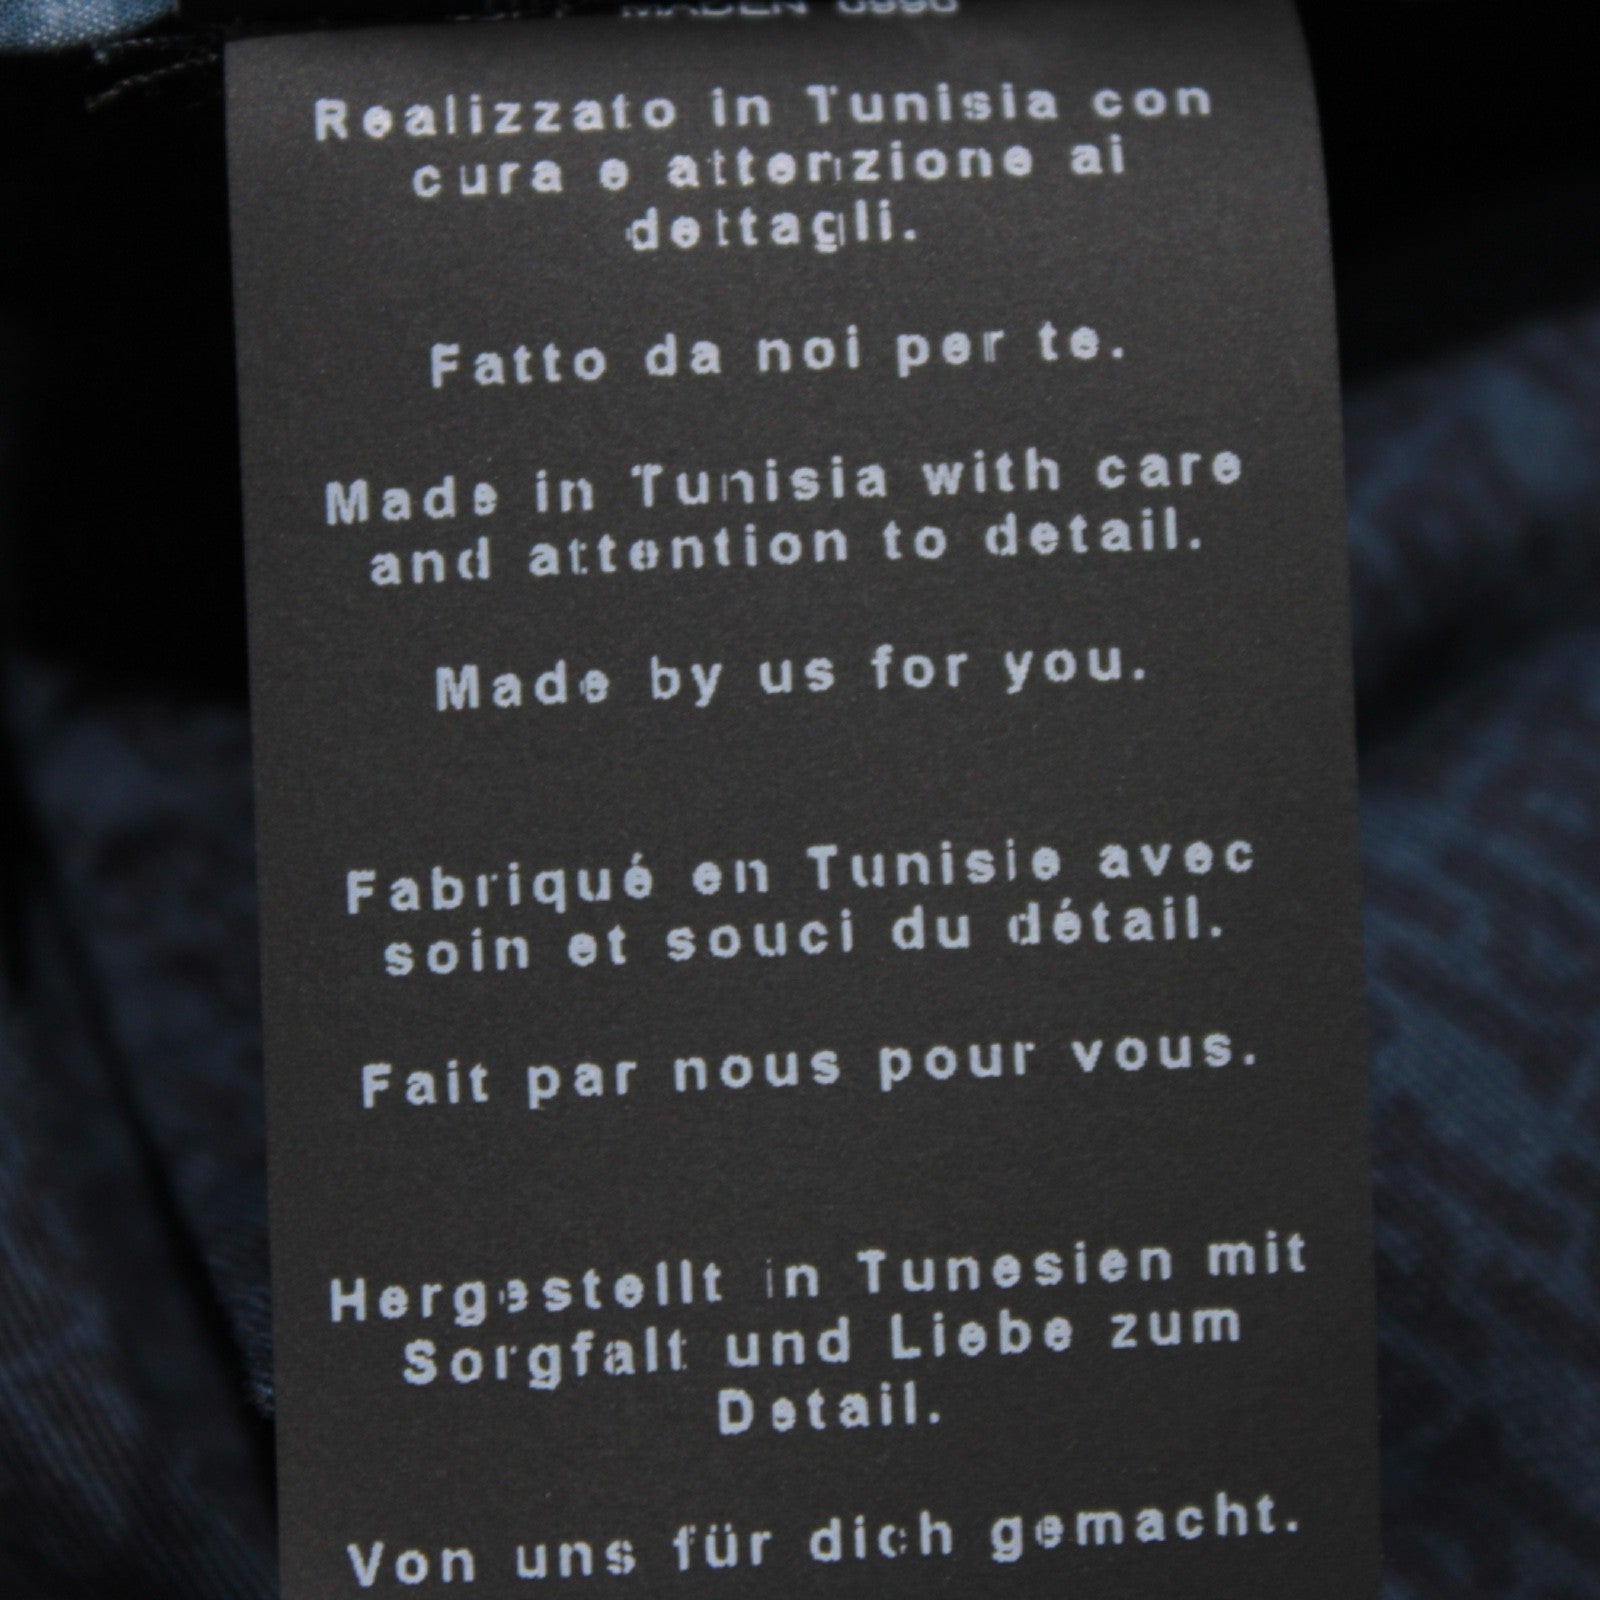 Realizzato in Tunisia con
cura e attenzione ai
dettagli.
Fatto da noi per te.
Made in Tunisia with care
and attention to detail.
Made by us for you.
Fabriqué en Tunisie avec
soin et souci du détail.
Fait par nous pour vous.
Hergestellt in Tunesien mit
Sorgfalt und Liebe zum
Detail.
Von uns für dich gemacht.